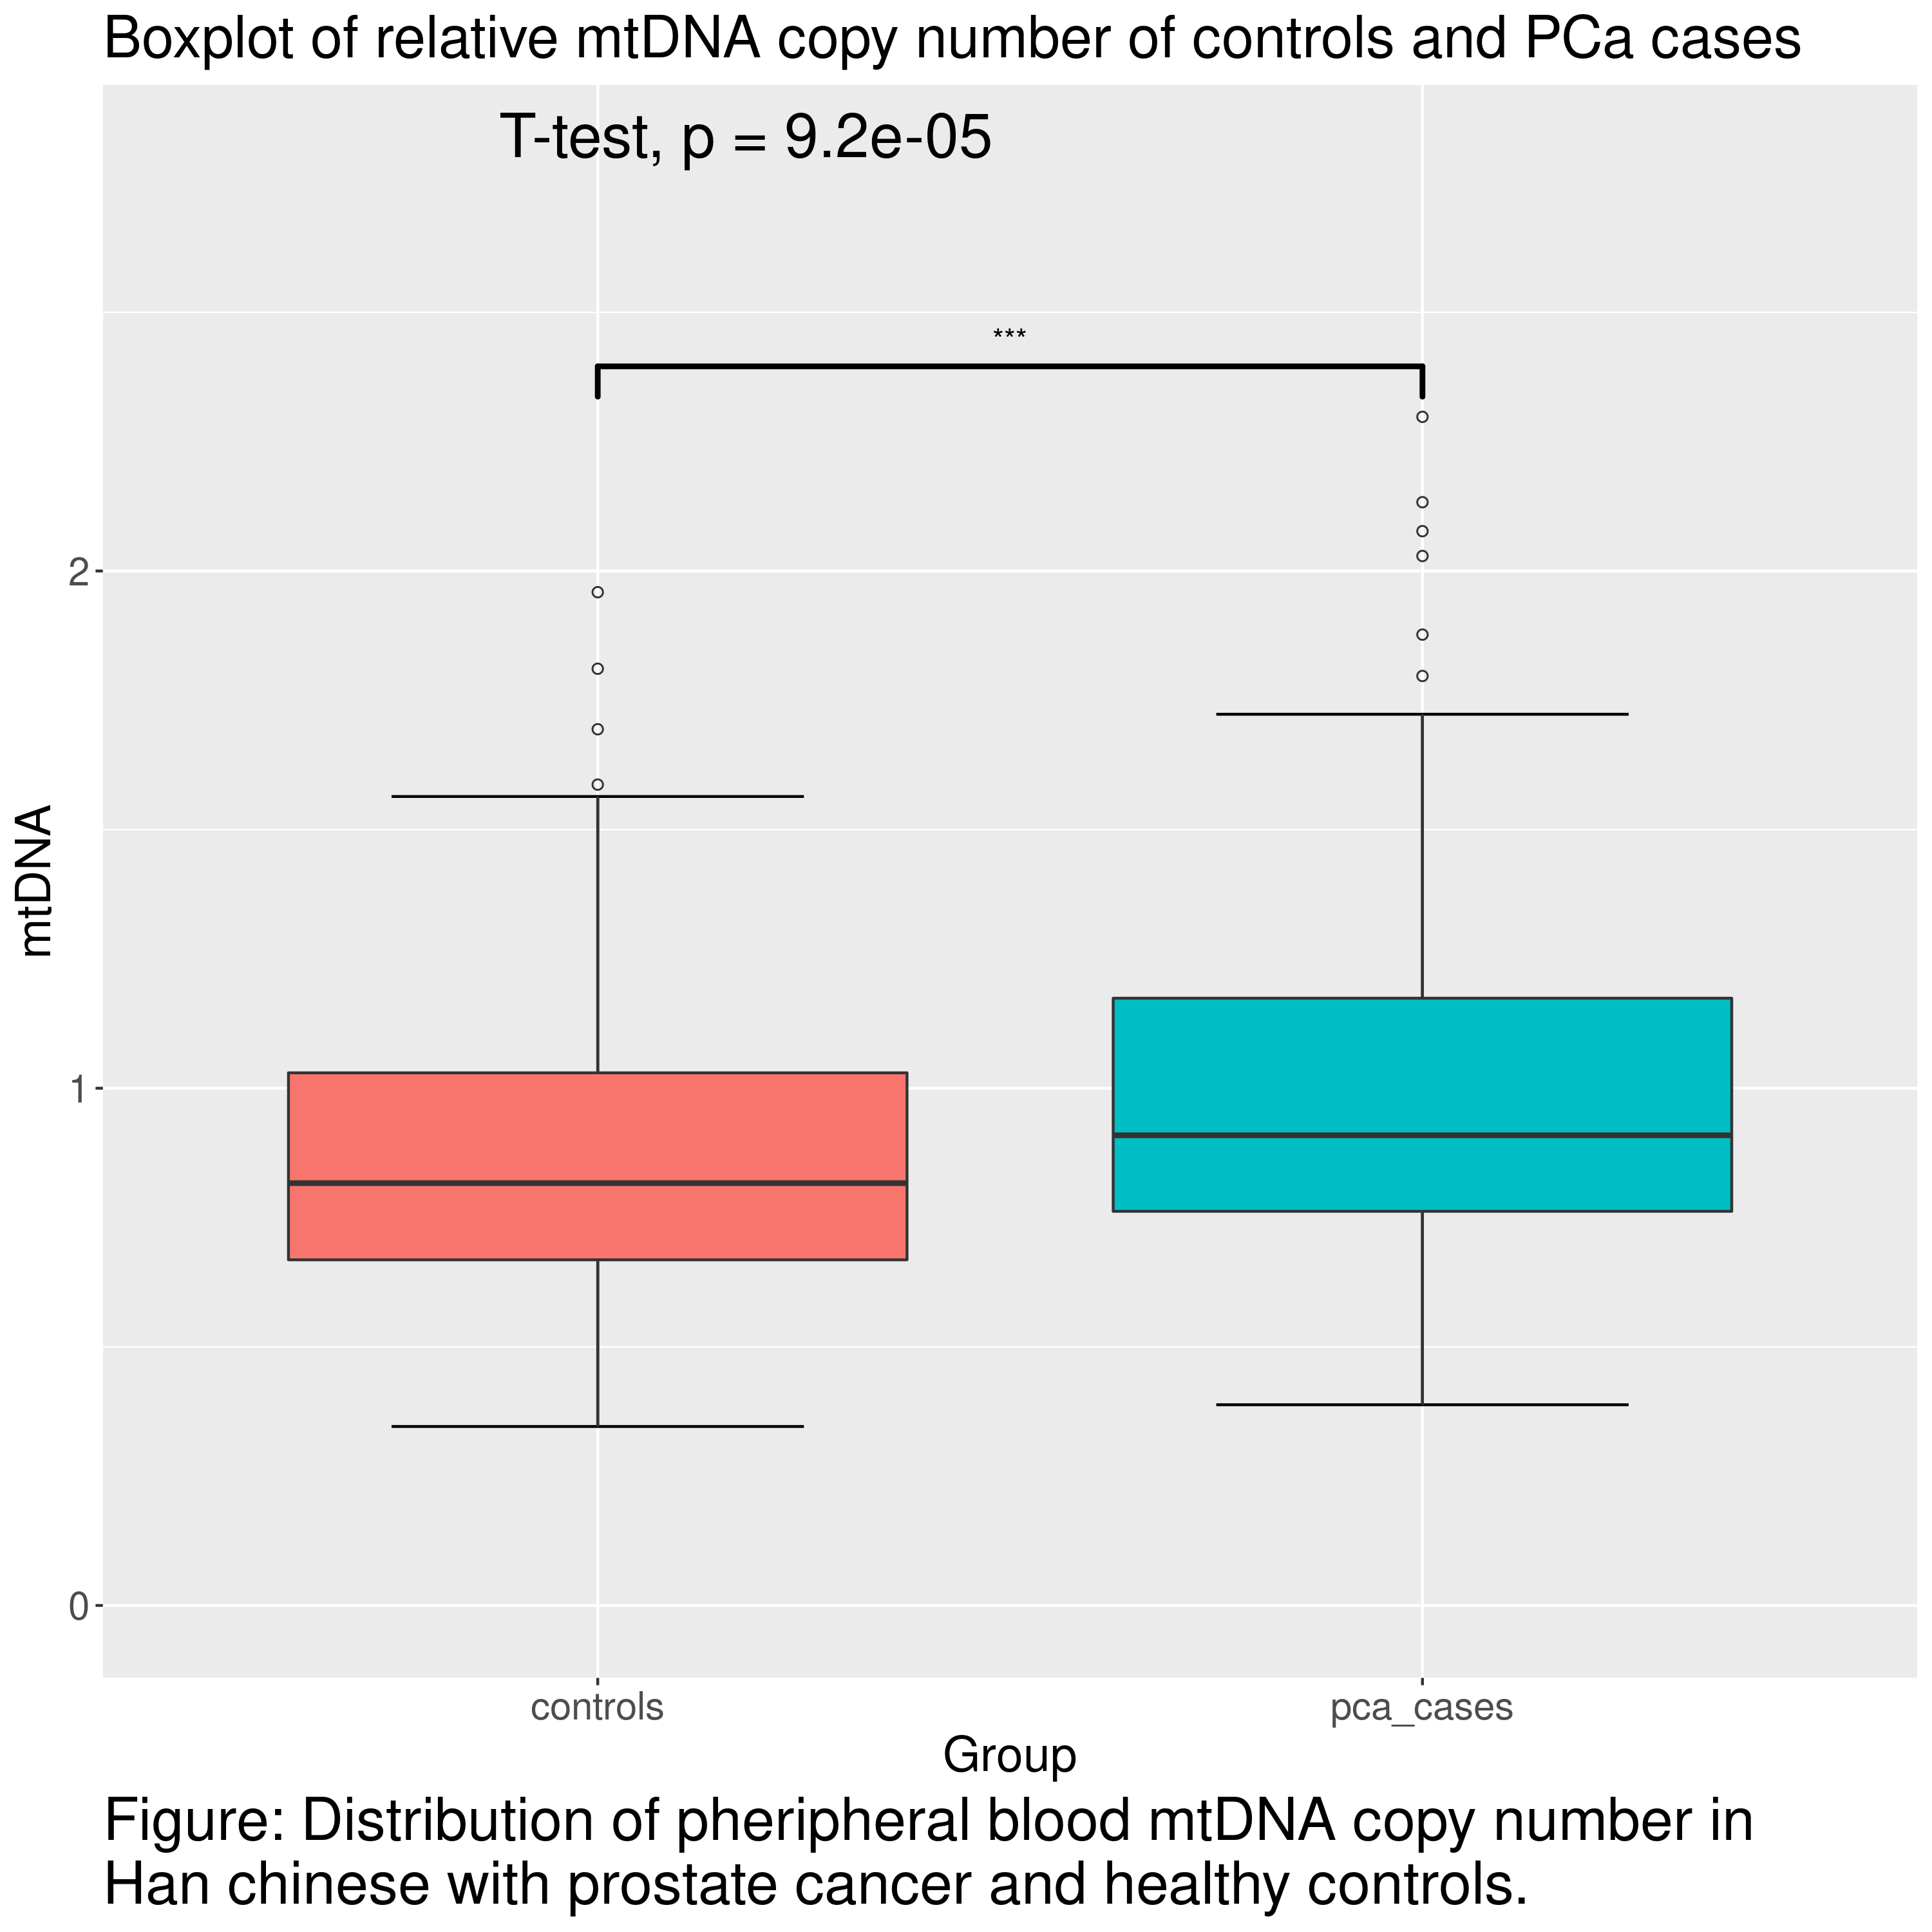 Boxplot of relative mtDNA copy number of controls and PCa cases
T-test, p = 9.2e-05
***
2
1
0
mtDNA
controls pca_cases
Group
Figure: Distribution of pheripheral blood mtDNA copy number in
Han chinese with prostate cancer and healthy controls.